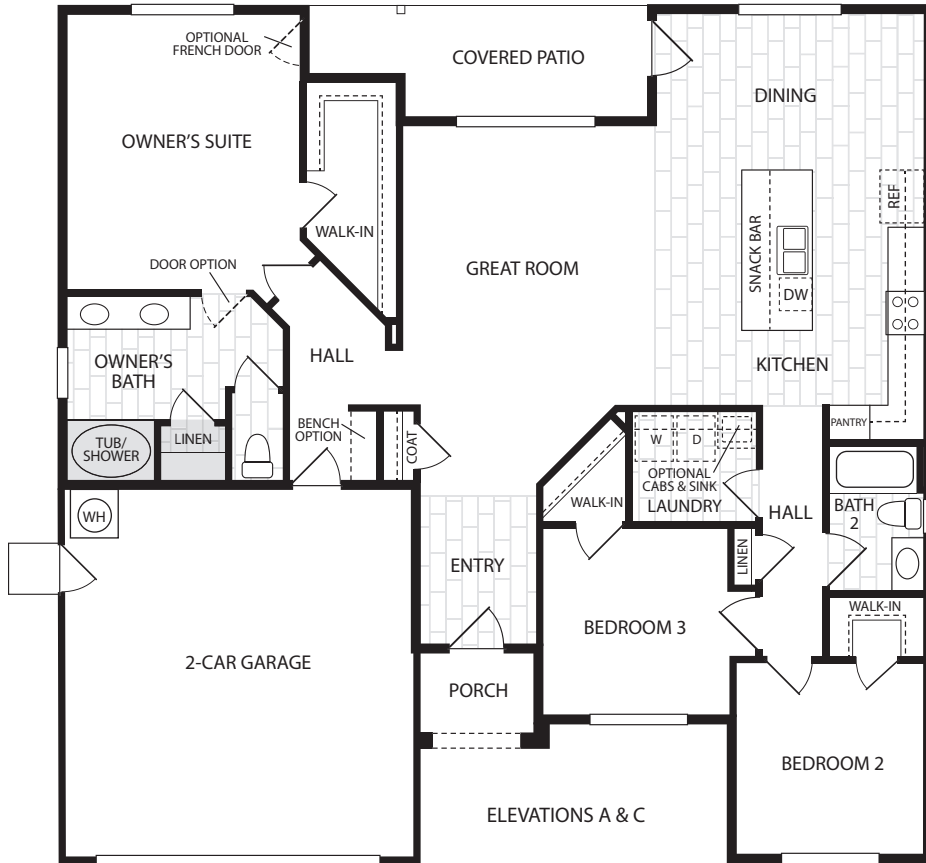 OPTIONAL
FRENCH DOOR
COVERED PATIO
DINING
OWNER'S SUITE
REF
WALK-IN
SNACK BAR
DOOR OPTION
GREAT ROOM
DW
HALL
OWNER'S
BATH
KITCHEN
BENCH
OPTION
COAT
PANTRY
TUB/
SHOWER
LINEN
W
D
OPTIONAL
CABS & SINK
LAUNDRY
WALK-IN
HALL
BATH
2
WH
LINEN
ENTRY
WALK-IN
BEDROOM 3
2-CAR GARAGE
PORCH
BEDROOM 2
ELEVATIONS A & C